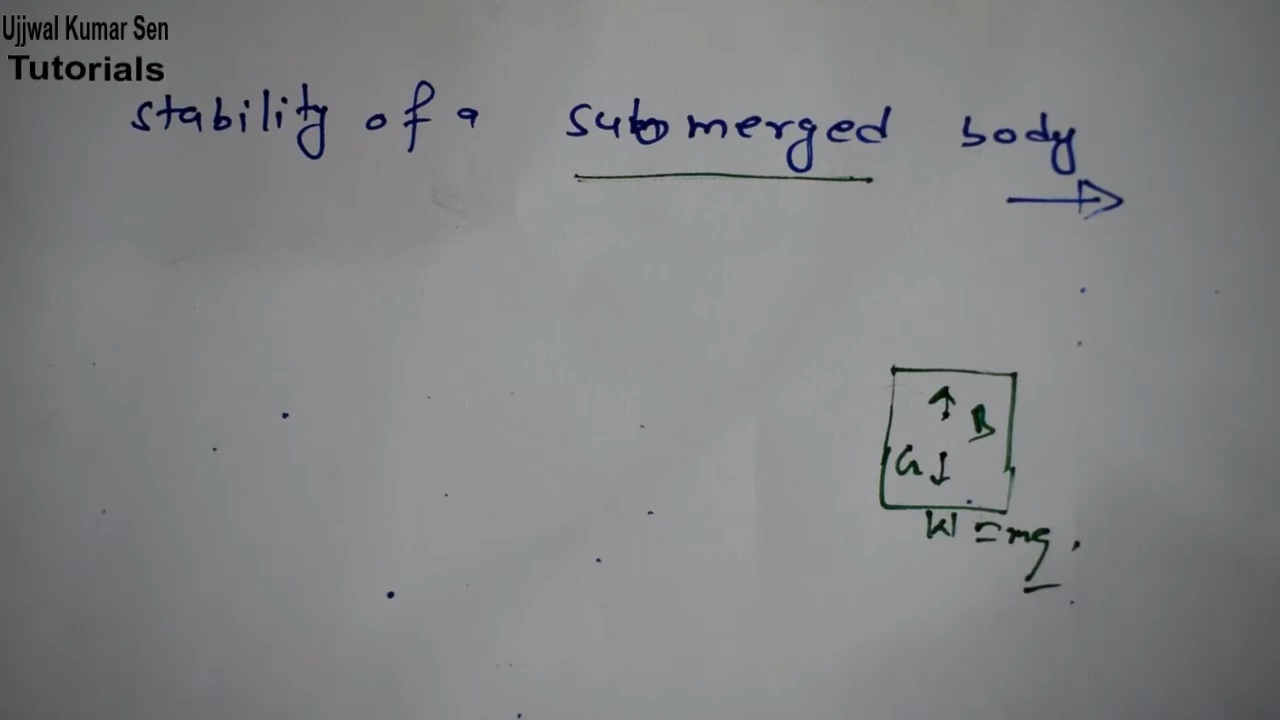 Ujjwal Kumar Sen
Tutorials
stability of a submerged body
B
G
W = mg.